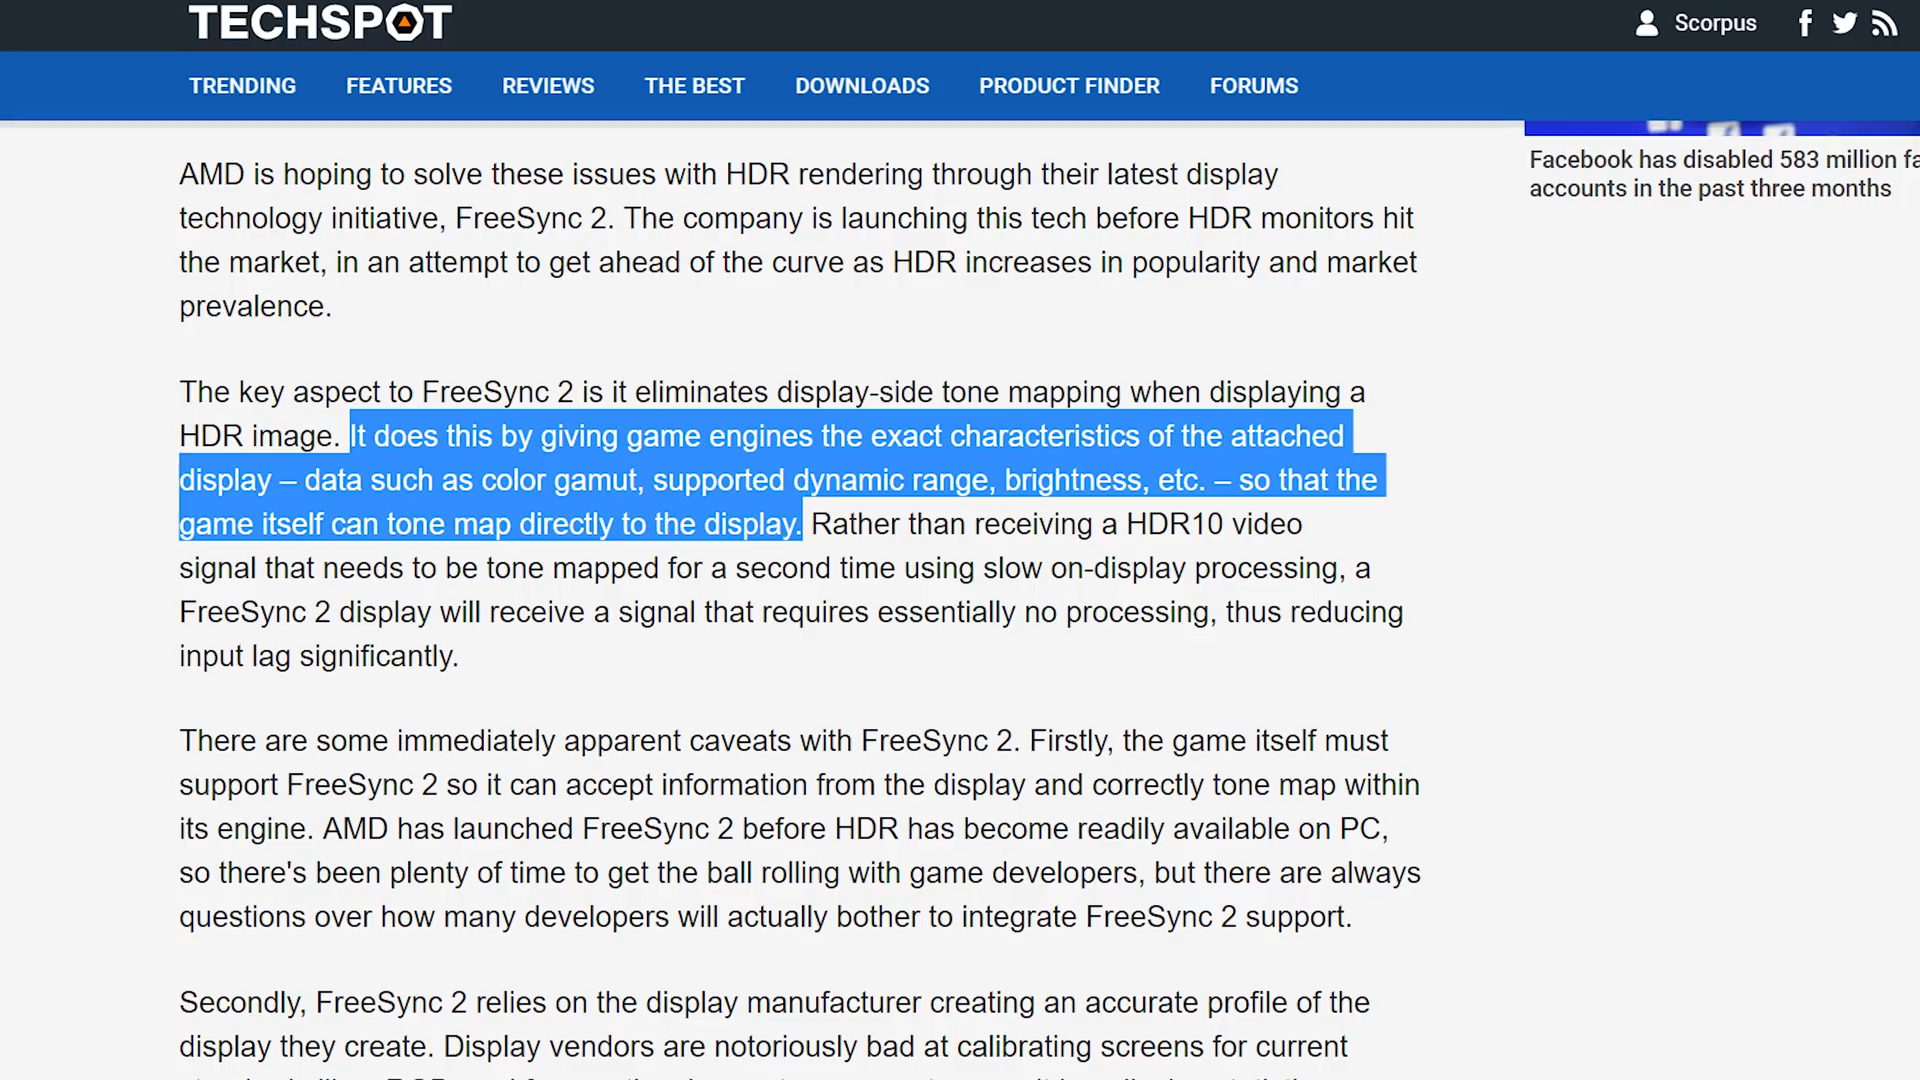 TECHSPOT
Scorpus
TRENDING FEATURES REVIEWS THE BEST DOWNLOADS PRODUCT FINDER FORUMS
AMD is hoping to solve these issues with HDR rendering through their latest display
technology initiative, FreeSync 2. The company is launching this tech before HDR monitors hit
the market, in an attempt to get ahead of the curve as HDR increases in popularity and market
prevalence.
The key aspect to FreeSync 2 is it eliminates display-side tone mapping when displaying a
HDR image. It does this by giving game engines the exact characteristics of the attached
display – data such as color gamut, supported dynamic range, brightness, etc. – so that the
game itself can tone map directly to the display. Rather than receiving a HDR10 video
signal that needs to be tone mapped for a second time using slow on-display processing, a
FreeSync 2 display will receive a signal that requires essentially no processing, thus reducing
input lag significantly.
There are some immediately apparent caveats with FreeSync 2. Firstly, the game itself must
support FreeSync 2 so it can accept information from the display and correctly tone map within
its engine. AMD has launched FreeSync 2 before HDR has become readily available on PC,
so there's been plenty of time to get the ball rolling with game developers, but there are always
questions over how many developers will actually bother to integrate FreeSync 2 support.
Secondly, FreeSync 2 relies on the display manufacturer creating an accurate profile of the
display they create. Display vendors are notoriously bad at calibrating screens for current
Facebook has disabled 583 million fa
accounts in the past three months